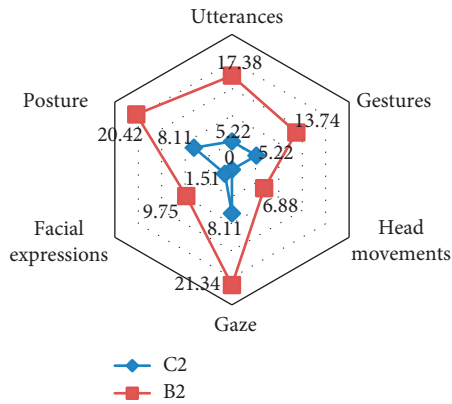 Utterances
17.38
Posture
Gestures
13.74
20.42
8.11
5.22
5.22
0
1.51
6.88
9.75
8.11
Facial
expressions
Head
movements
21.34
Gaze
C2
B2